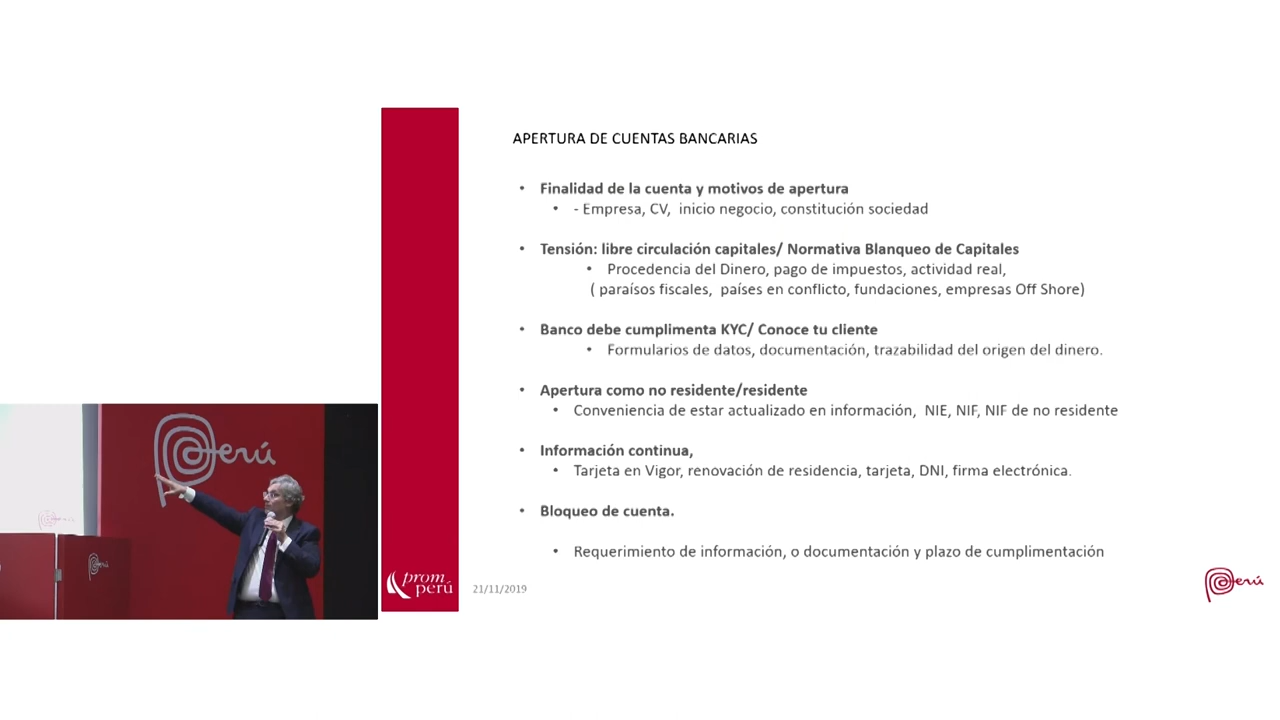 APERTURA DE CUENTAS BANCARIAS
• Finalidad de la cuenta y motivos de apertura
• - Empresa, CV, inicio negocio, constitución sociedad
• Tensión: libre circulación capitales/ Normativa Blanqueo de Capitales
• Procedencia del Dinero, pago de impuestos, actividad real,
( paraísos fiscales, países en conflicto, fundaciones, empresas Off Shore)
• Banco debe cumplimenta KYC/ Conoce tu cliente
• Formularios de datos, documentación, trazabilidad del origen del dinero.
• Apertura como no residente/residente
• Conveniencia de estar actualizado en información, NIE, NIF, NIF de no residente
• Información continua,
• Tarjeta en Vigor, renovación de residencia, tarjeta, DNI, firma electrónica.
• Bloqueo de cuenta.
• Requerimiento de información, o documentación y plazo de cumplimentación
prom
perú
21/11/2019
Perú
Perú
Perú
Perú